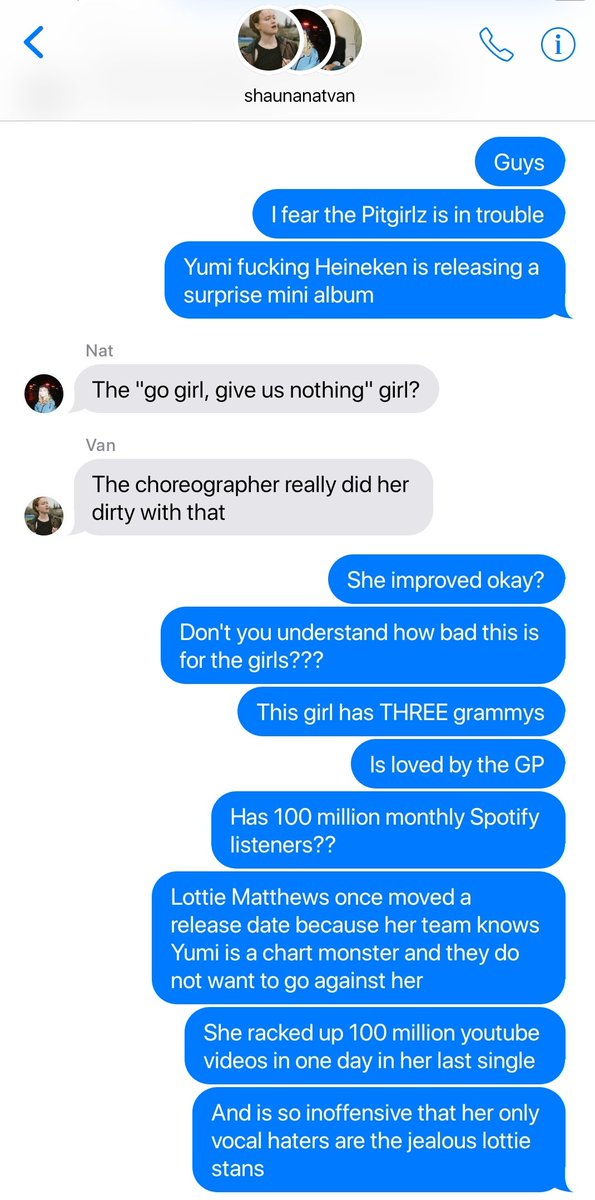 shaunanatvan
Guys
I fear the Pitgirlz is in trouble
Yumi fucking Heineken is releasing a
surprise mini album
Nat
The "go girl, give us nothing" girl?
Van
The choreographer really did her
dirty with that
She improved okay?
Don't you understand how bad this is
for the girls???
This girl has THREE grammys
Is loved by the GP
Has 100 million monthly Spotify
listeners??
Lottie Matthews once moved a
release date because her team knows
Yumi is a chart monster and they do
not want to go against her
She racked up 100 million youtube
videos in one day in her last single
And is so inoffensive that her only
vocal haters are the jealous lottie
stans